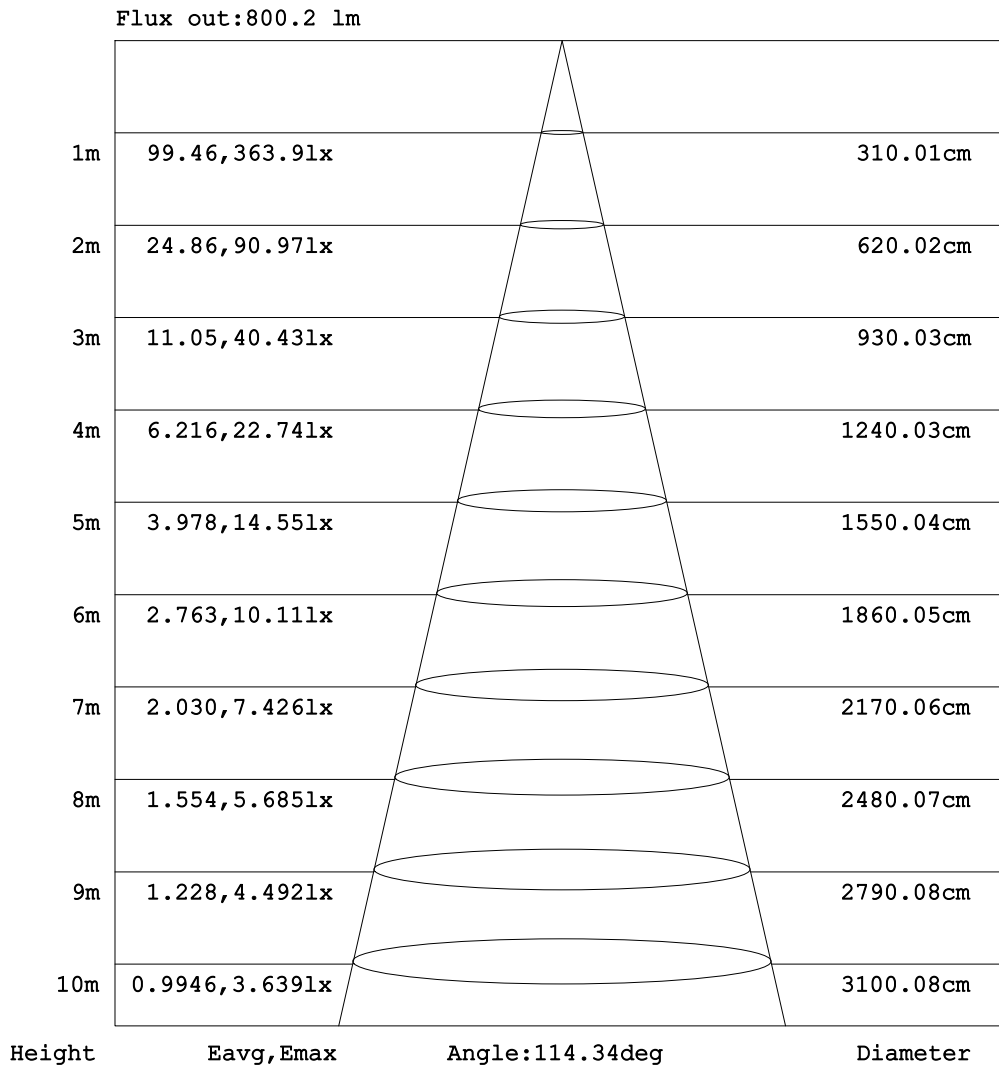 Flux out:800.2 lm
1m 99.46,363.9lx 310.01cm
2m 24.86,90.97lx 620.02cm
3m 11.05,40.43lx 930.03cm
4m 6.216,22.74lx 1240.03cm
5m 3.978,14.55lx 1550.04cm
6m 2.763,10.11lx 1860.05cm
7m 2.030,7.426lx 2170.06cm
8m 1.554,5.685lx 2480.07cm
9m 1.228,4.492lx 2790.08cm
10m 0.9946,3.639lx 3100.08cm
Height Eavg,Emax Angle:114.34deg Diameter